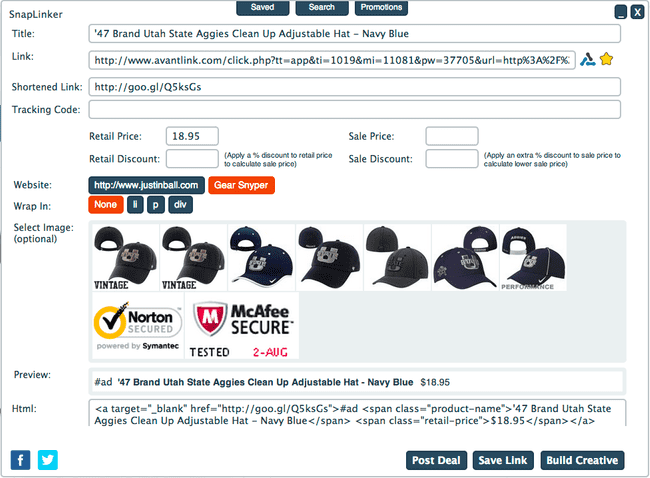 Saved Search Promotions
SnapLinker
_ X
Title: '47 Brand Utah State Aggies Clean Up Adjustable Hat – Navy Blue
Link: http://www.avantlink.com/click.php?tt=app&ti=1019&mi=11081&pw=37705&url=http%3A%2F%
Shortened Link: http://goo.gl/Q5ksGs
Tracking Code:
Retail Price: 18.95 Sale Price:
Retail Discount: (Apply a % discount to retail price Sale Discount: (Apply an extra % discount to sale price to
to calculate sale price) calculate lower sale price)
Website: http://www.justinball.com Gear Snyper
Wrap In: None li p div
Select Image:
(optional)
VINTAGE VINTAGE AGGIES PERFORMANCE
Norton
SECURED
powered by Symantec
McAfee
SECURE™
TESTED 2-AUG
Preview: #ad '47 Brand Utah State Aggies Clean Up Adjustable Hat - Navy Blue $18.95
Html: <a target="_blank" href="http://goo.gl/Q5ksGs">#ad <span class="product-name">'47 Brand Utah State
Aggies Clean Up Adjustable Hat – Navy Blue</span> <span class="retail-price">$18.95</span></a>
f Post Deal Save Link Build Creative